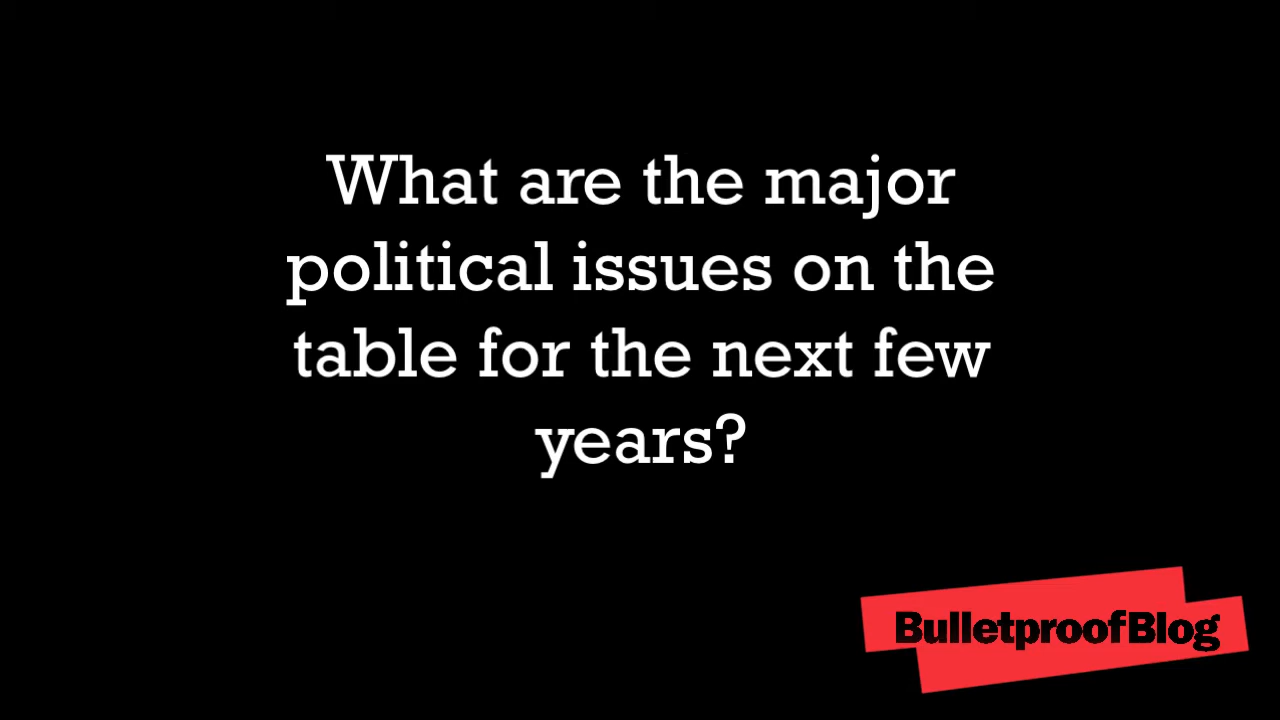 What are the major
political issues on the
table for the next few
years?
BulletproofBlog